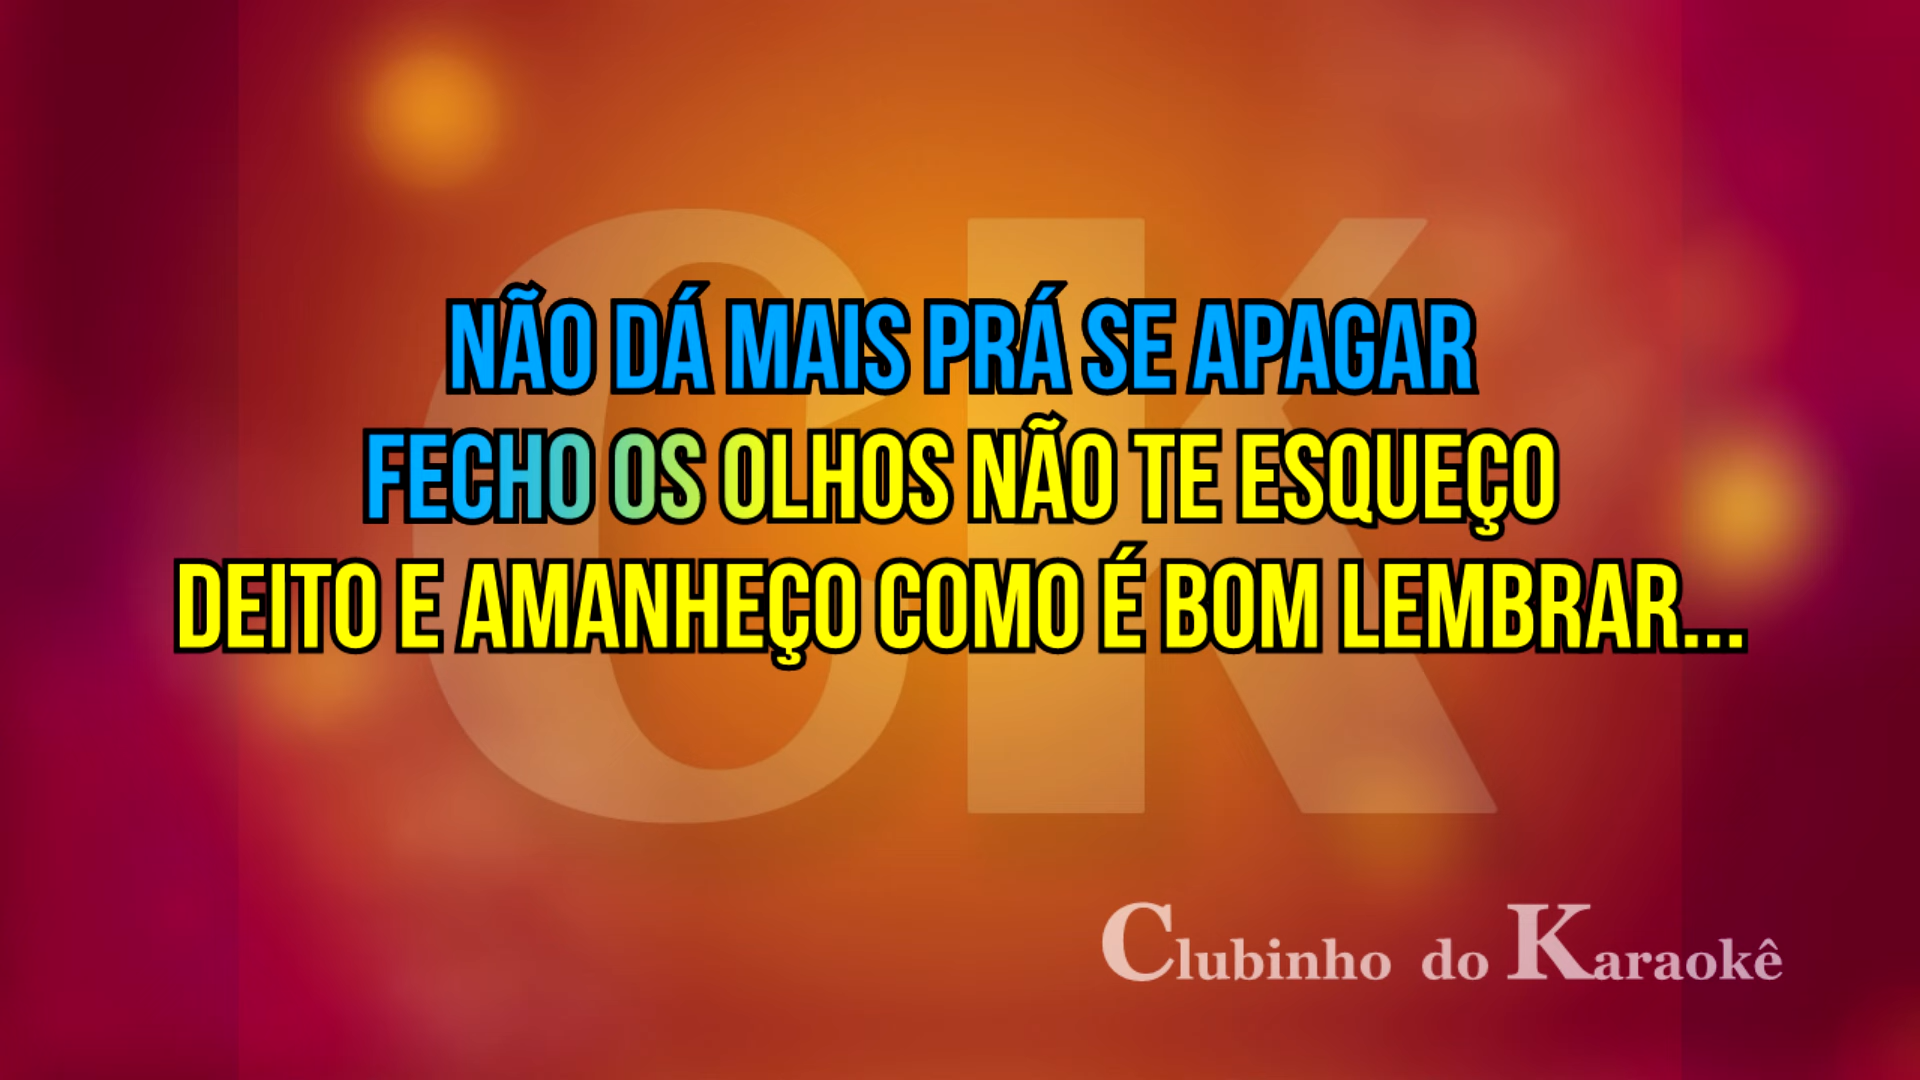 CK
NÃO DÁ MAIS PRÁ SE APAGAR
FECHO OS OLHOS NÃO TE ESQUEÇO
DEITO E AMANHEÇO COMO É BOM LEMBRAR...
Clubinho do Karaokê